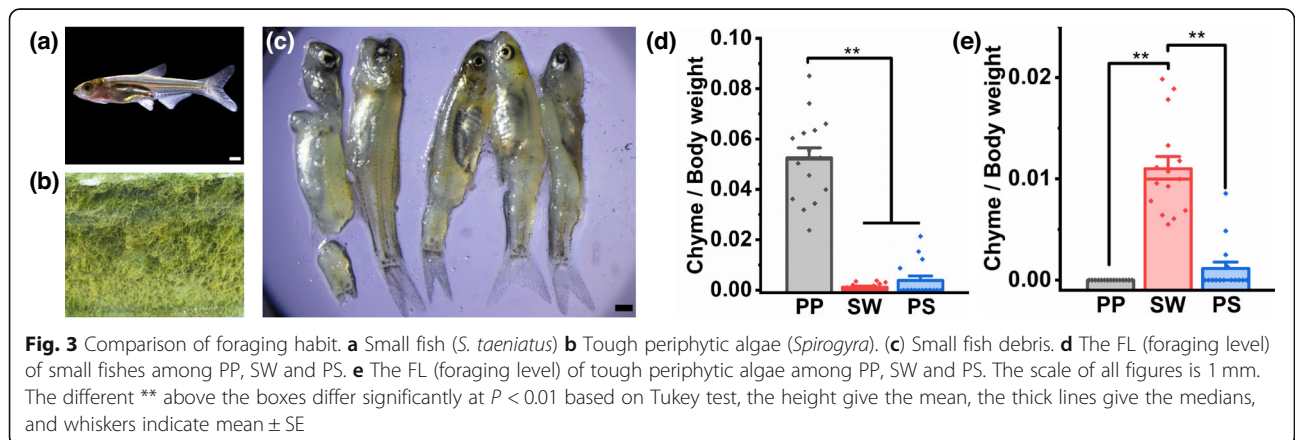 (a)
(b)
(c)
(d)
0.10
0.08
0.06
0.04
0.02
0.00
Chyme / Body weight
**
PP SW PS
(e)
0.02
0.01
0.00
Chyme / Body weight
** **
PP SW PS
Fig. 3 Comparison of foraging habit. a Small fish (S. taeniatus) b Tough periphytic algae (Spirogyra). (c) Small fish debris. d The FL (foraging level)
of small fishes among PP, SW and PS. e The FL (foraging level) of tough periphytic algae among PP, SW and PS. The scale of all figures is 1 mm.
The different ** above the boxes differ significantly at P < 0.01 based on Tukey test, the height give the mean, the thick lines give the medians,
and whiskers indicate mean ± SE